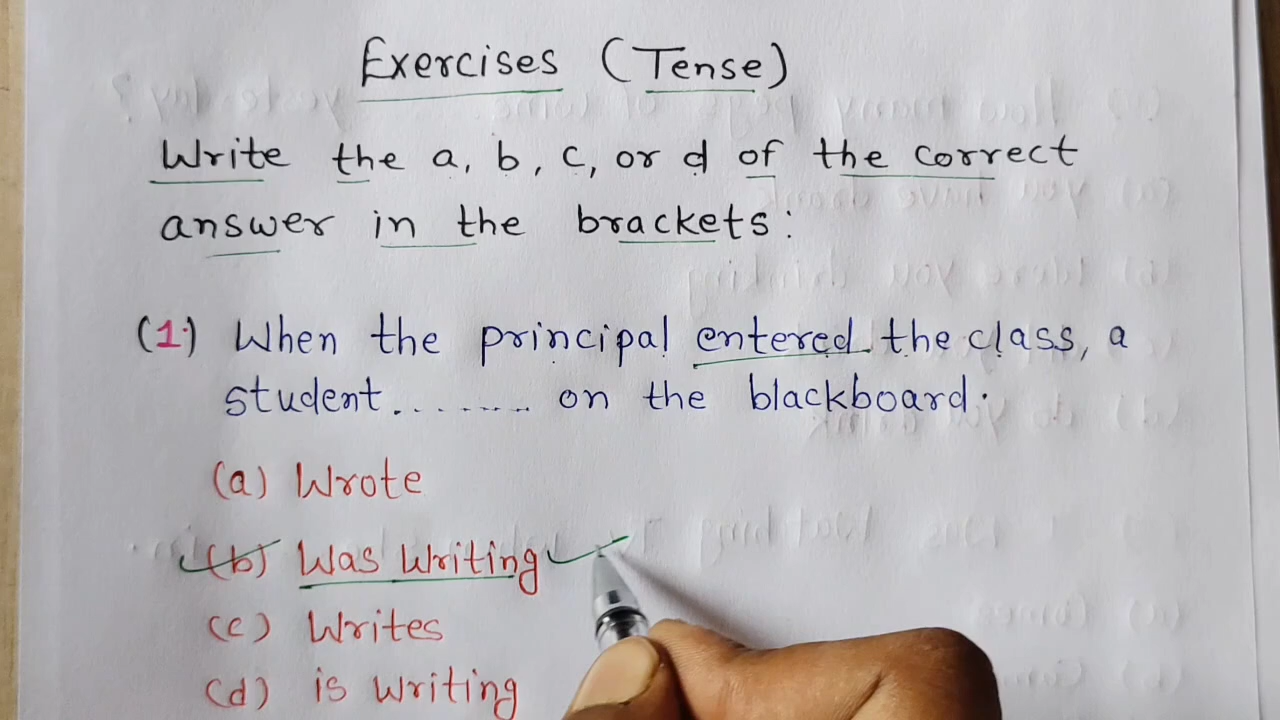 Exercises (Tense)
Write the a, b, c, or d of the correct
answer in the brackets:
(1.) When the principal entered the class, a
student......... on the blackboard.
(a) Wrote
(b) Was Writing
(c) Writes
(d) is writing